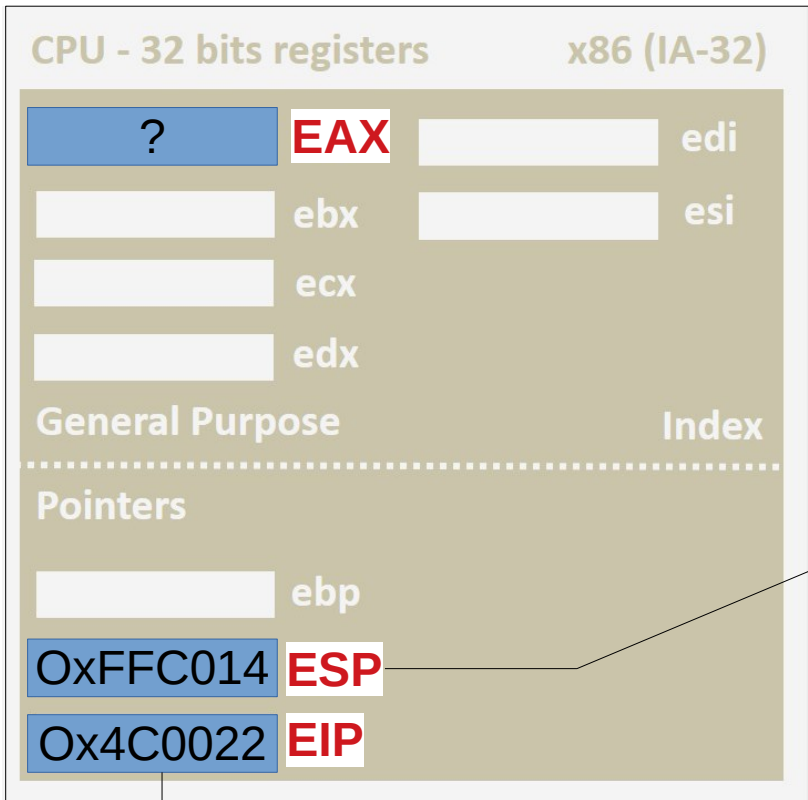 CPU - 32 bits registers x86 (IA-32)
? EAX edi
ebx esi
ecx
edx
General Purpose Index
Pointers
ebp
OxFFC014 ESP
Ox4C0022 EIP